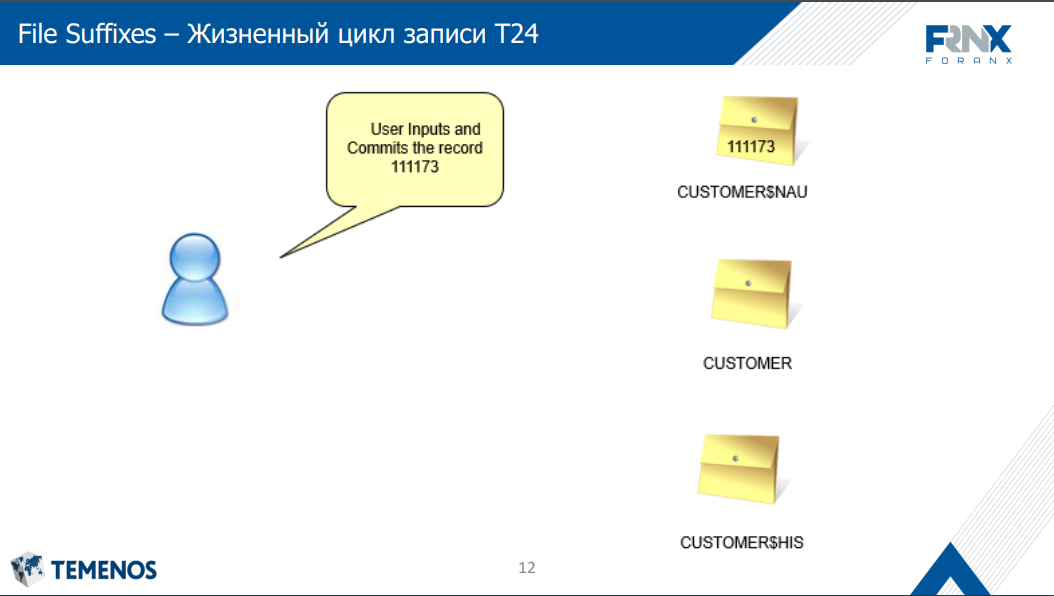 File Suffixes – Жизненный цикл записи T24
FRNX
FORANX
User Inputs and
Commits the record
111173
111173
CUSTOMER$NAU
CUSTOMER
CUSTOMER$HIS
TEMENOS
12